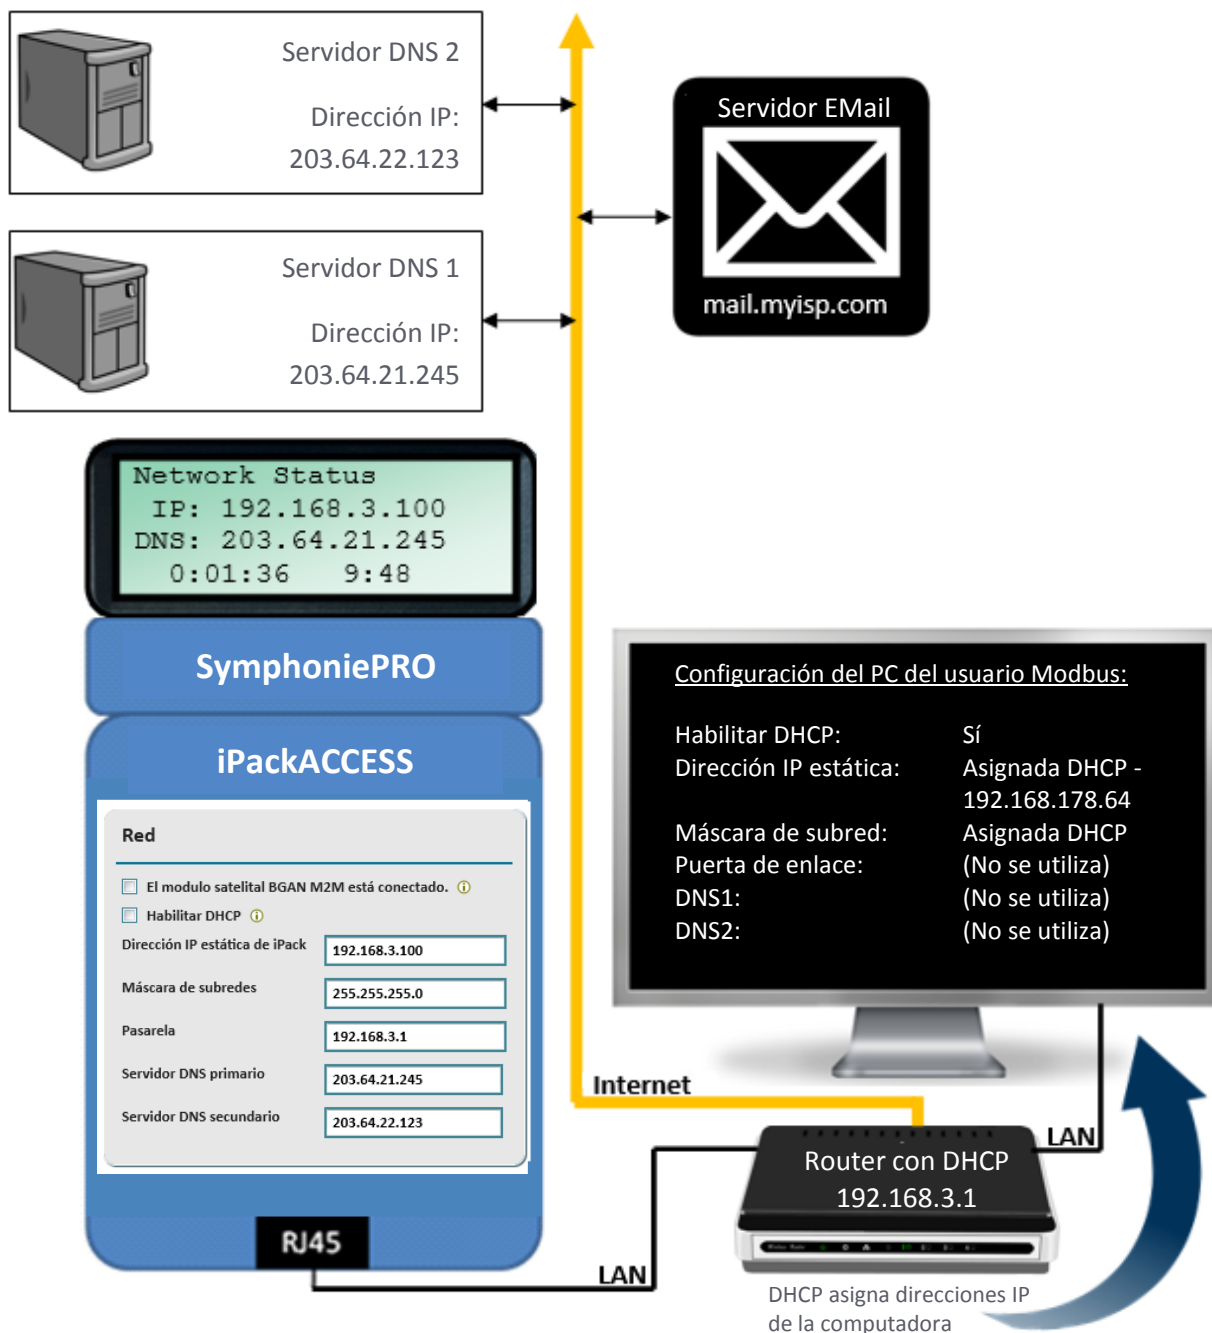 Servidor DNS 2
Dirección IP:
203.64.22.123
Servidor EMail
mail.myisp.com
Servidor DNS 1
Dirección IP:
203.64.21.245
Network Status
IP: 192.168.3.100
DNS: 203.64.21.245
0:01:36 9:48
SymphoniePRO
iPackACCESS
Red
El modulo satelital BGAN M2M está conectado.
Habilitar DHCP
Dirección IP estática de iPack 192.168.3.100
Máscara de subredes 255.255.255.0
Pasarela 192.168.3.1
Servidor DNS primario 203.64.21.245
Servidor DNS secundario 203.64.22.123
RJ45
Configuración del PC del usuario Modbus:
Habilitar DHCP: Sí
Dirección IP estática: Asignada DHCP -
192.168.178.64
Máscara de subred: Asignada DHCP
Puerta de enlace: (No se utiliza)
DNS1: (No se utiliza)
DNS2: (No se utiliza)
Internet
LAN
Router con DHCP
192.168.3.1
LAN
DHCP asigna direcciones IP
de la computadora